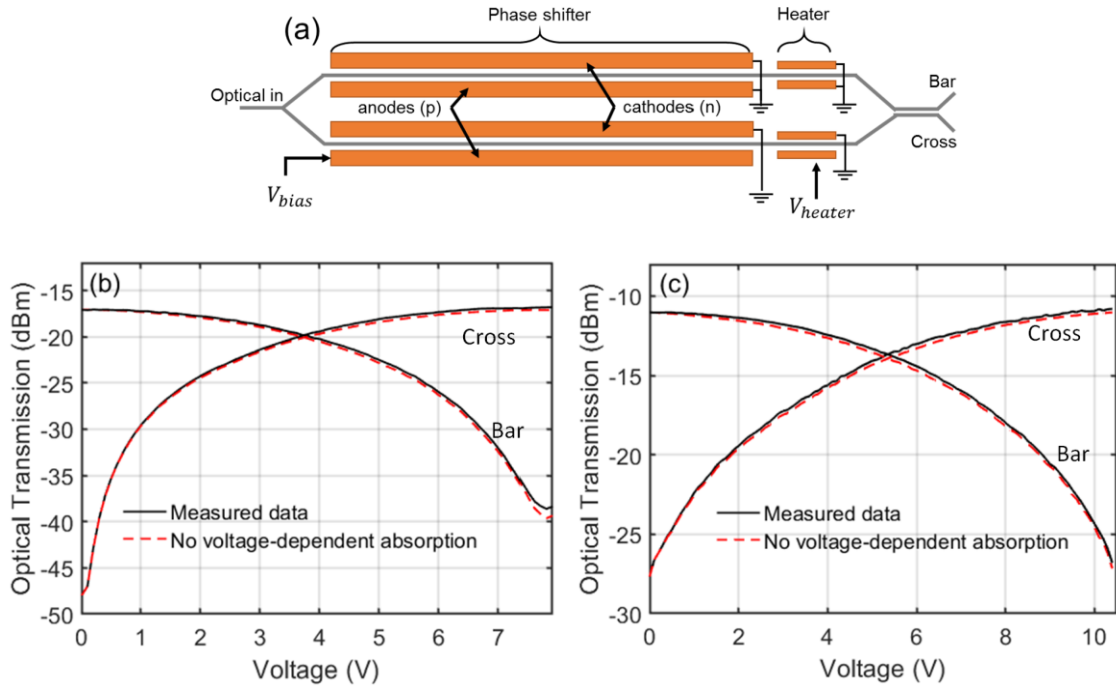 (a)
Phase shifter
Heater
Optical in
anodes (p)
cathodes (n)
Bar
Cross
V_bias
V_heater
(b)
Optical Transmission (dBm)
-15
-20
-25
-30
-35
-40
-45
-50
Cross
Bar
Measured data
No voltage-dependent absorption
0 1 2 3 4 5 6 7
Voltage (V)
(c)
Optical Transmission (dBm)
-10
-15
-20
-25
-30
Cross
Bar
Measured data
No voltage-dependent absorption
0 2 4 6 8 10
Voltage (V)